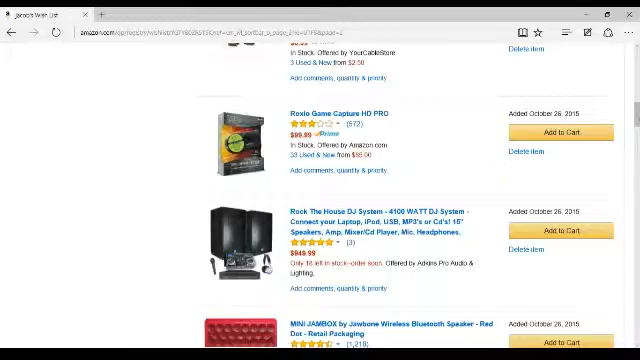 Jacob's Wish List
In Stock. Offered by YourCableStore
3 Used & New from $2.50
Add comments, quantity & priority
Delete item
Roxio Game Capture HD PRO
(572)
$99.99 Prime
In Stock. Offered by Amazon.com
33 Used & New from $85.00
Add comments, quantity & priority
Added October 26, 2015
Add to Cart
Delete item
Rock The House DJ System - 4100 WATT DJ System -
Connect your Laptop, iPod, USB, MP3's or Cd's! 15"
Speakers, Amp, Mixer/Cd Player, Mic, Headphones.
(3)
$949.99
Only 18 left in stock--order soon. Offered by Adkins Pro Audio &
Lighting.
Add comments, quantity & priority
Added October 26, 2015
Add to Cart
Delete item
MINI JAMBOX by Jawbone Wireless Bluetooth Speaker - Red
Dot - Retail Packaging
(1,218)
Added October 26, 2015
Add to Cart